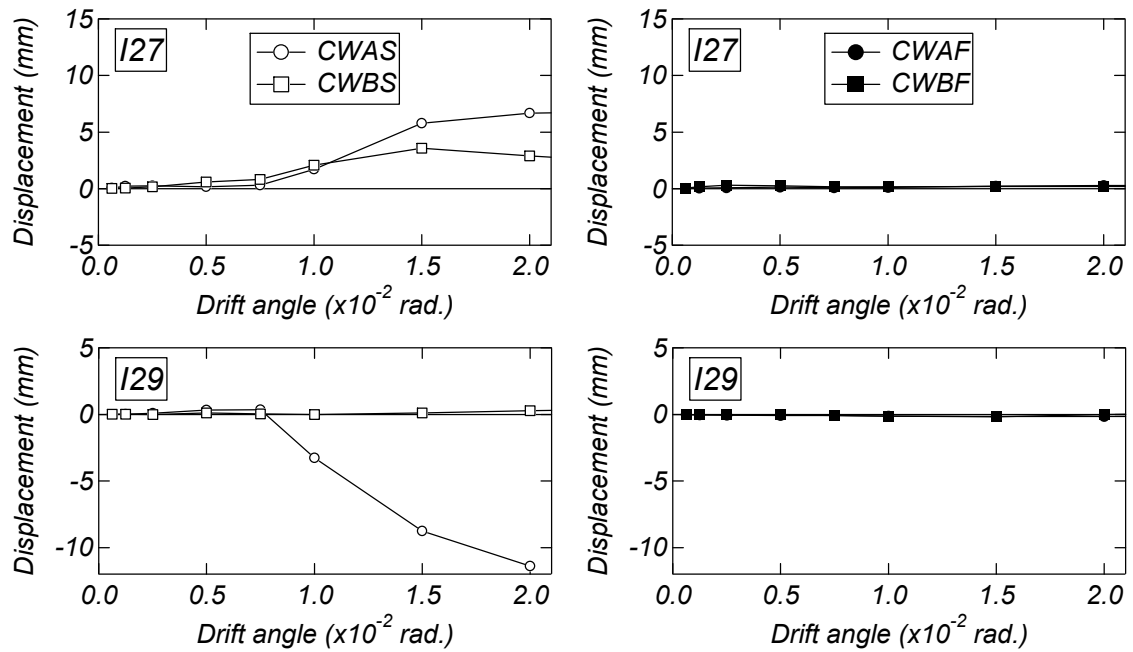 15
10
5
0
-5
Displacement (mm)
I27
CWAS
CWBS
0.0 0.5 1.0 1.5 2.0
Drift angle (x10-2 rad.)
15
10
5
0
-5
Displacement (mm)
I27
CWAF
CWBF
0.0 0.5 1.0 1.5 2.0
Drift angle (x10-2 rad.)
5
0
-5
-10
Displacement (mm)
I29
0.0 0.5 1.0 1.5 2.0
Drift angle (x10-2 rad.)
5
0
-5
-10
Displacement (mm)
I29
0.0 0.5 1.0 1.5 2.0
Drift angle (x10-2 rad.)